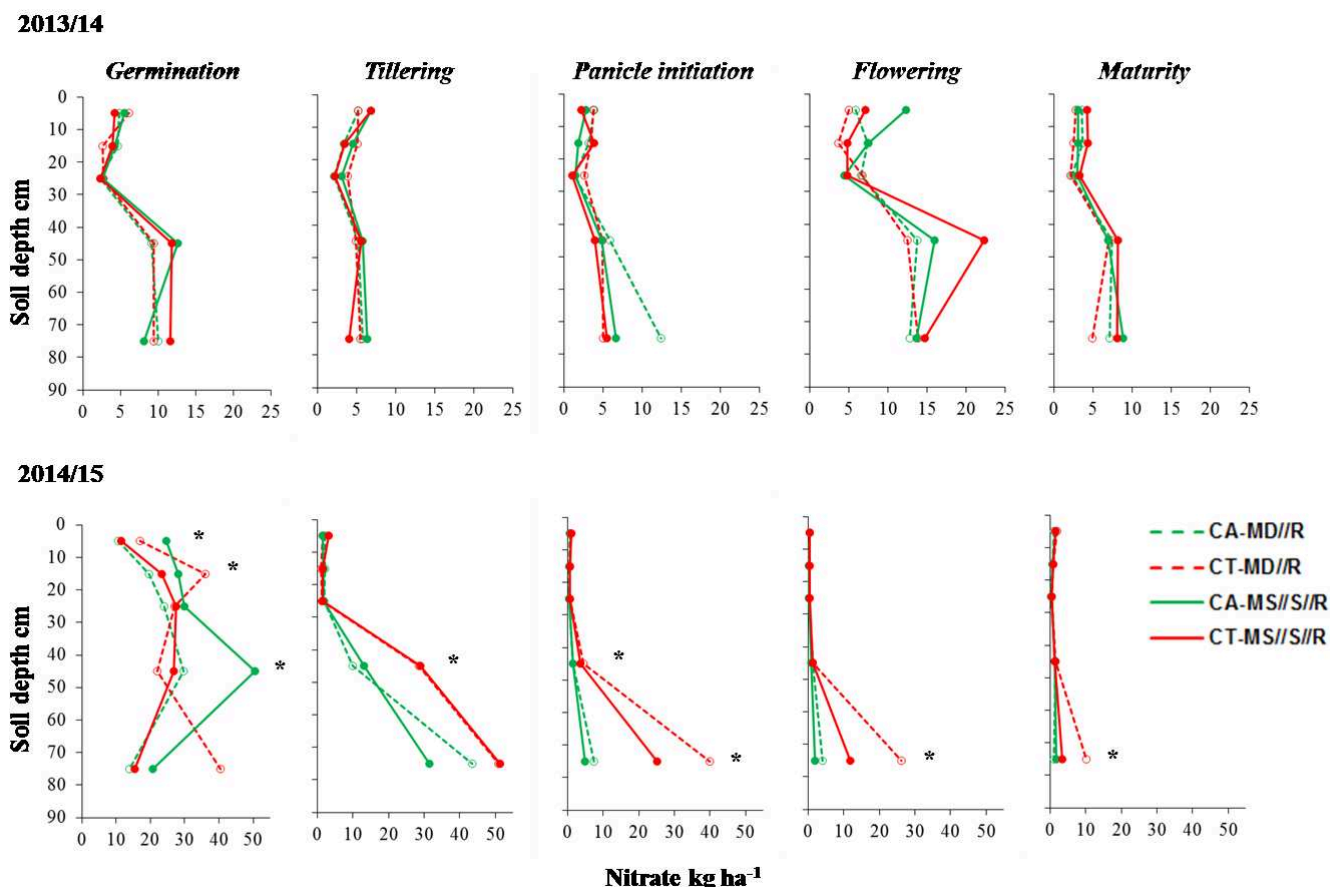 2013/14
Germination Tillering Panicle initiation Flowering Maturity
Soil depth cm
0
10
20
30
40
50
60
70
80
90
0 5 10 15 20 25
0 5 10 15 20 25
0 5 10 15 20 25
0 5 10 15 20 25
0 5 10 15 20 25
2014/15
Soil depth cm
0
10
20
30
40
50
60
70
80
90
*
*
*
*
*
*
*
*
0 10 20 30 40 50
0 10 20 30 40 50
0 10 20 30 40 50
0 10 20 30 40 50
0 10 20 30 40 50
CA-MD//R
CT-MD//R
CA-MS//S//R
CT-MS//S//R
Nitrate kg ha⁻¹